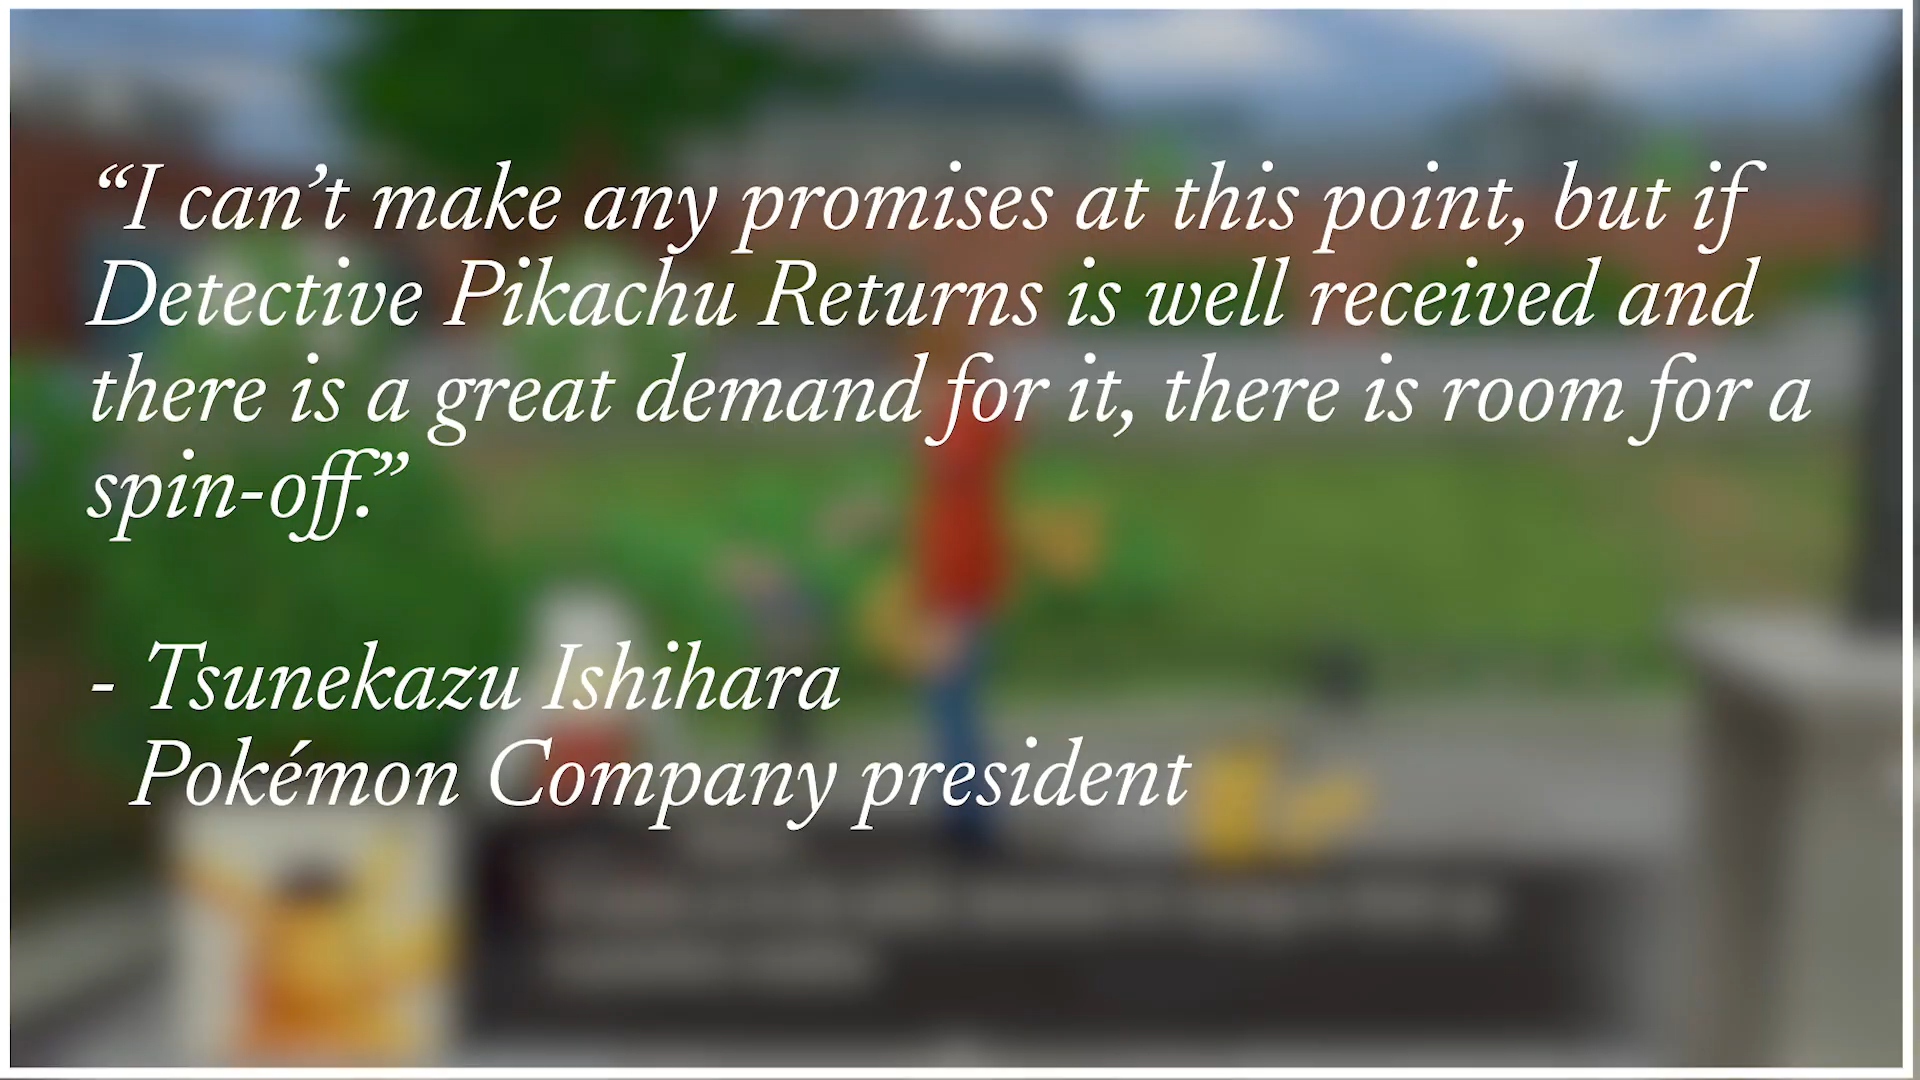 “I can’t make any promises at this point, but if
Detective Pikachu Returns is well received and
there is a great demand for it, there is room for a
spin-off.”
- Tsunekazu Ishihara
Pokémon Company president